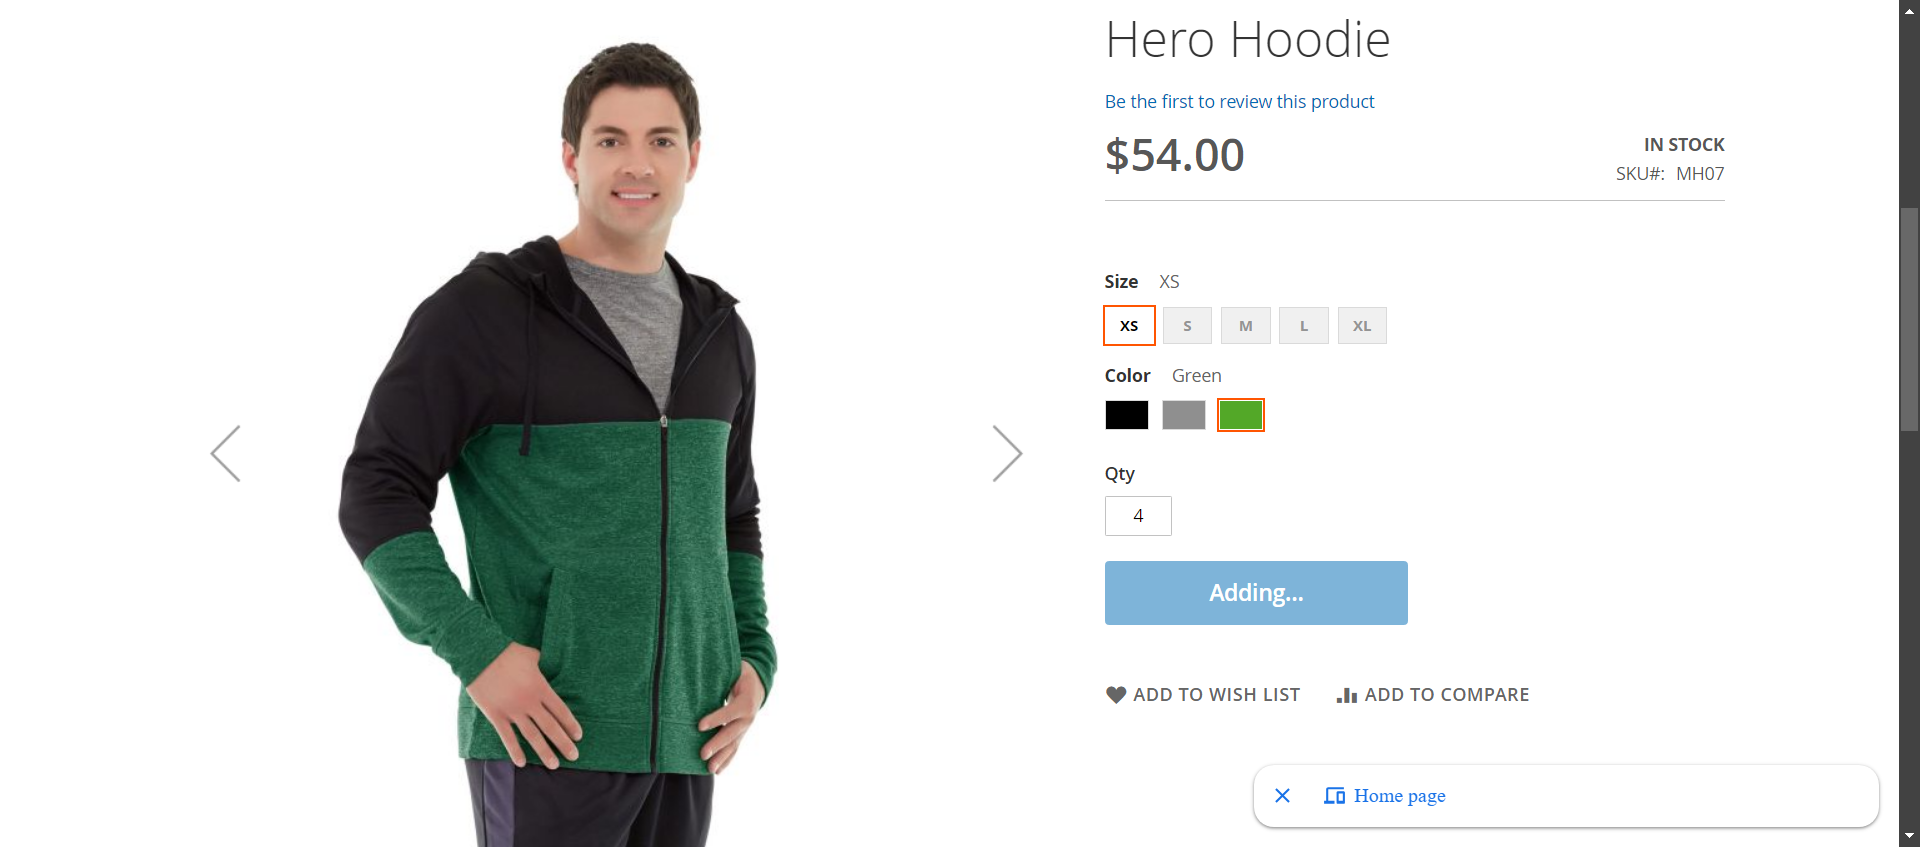 Hero Hoodie
Be the first to review this product
$54.00
IN STOCK
SKU#: MH07
Size XS
XS S M L XL
Color Green
Qty
4
Adding...
ADD TO WISH LIST ADD TO COMPARE
Home page